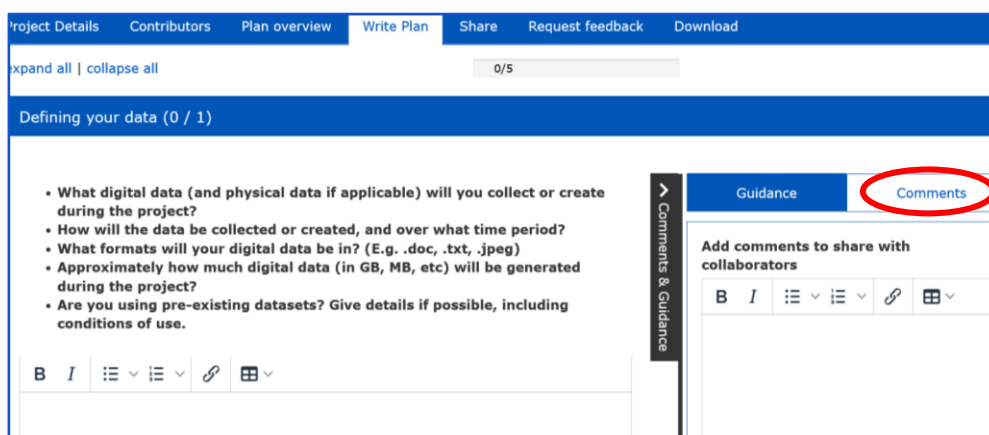 Project Details Contributors Plan overview Write Plan Share Request feedback Download
expand all | collapse all
0/5
Defining your data (0 / 1)
• What digital data (and physical data if applicable) will you collect or create
during the project?
• How will the data be collected or created, and over what time period?
• What formats will your digital data be in? (E.g. .doc, .txt, .jpeg)
• Approximately how much digital data (in GB, MB, etc) will be generated
during the project?
• Are you using pre-existing datasets? Give details if possible, including
conditions of use.
B I
Comments & Guidance
Guidance Comments
Add comments to share with
collaborators
B I